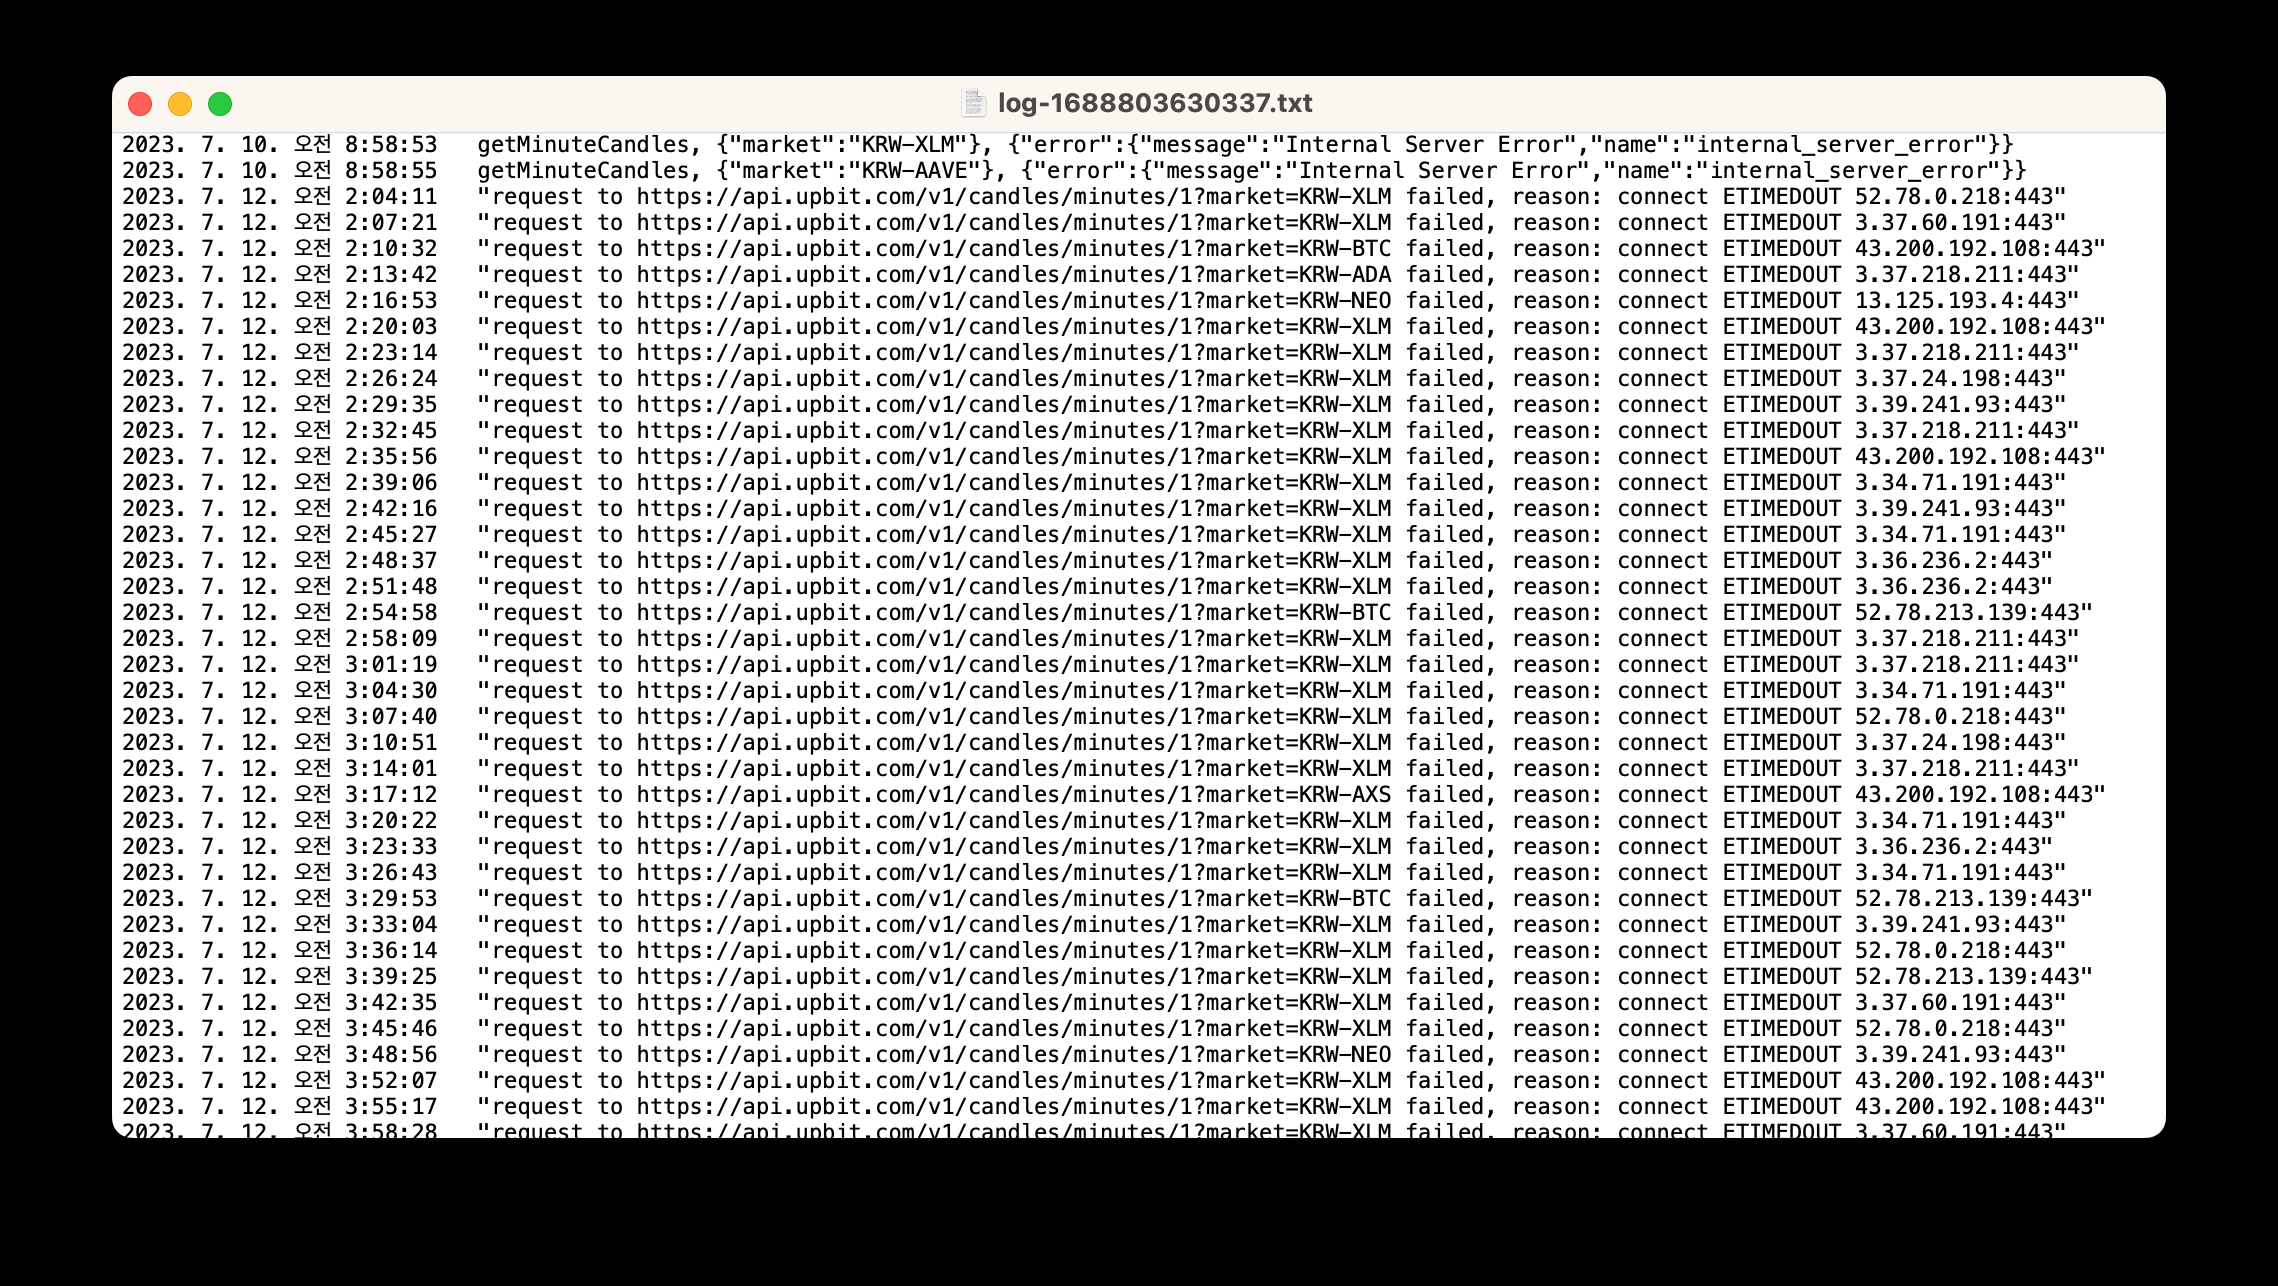 log-1688803630337.txt
2023. 7. 10. 오전 8:58:53   getMinuteCandles, {"market":"KRW-XLM"}, {"error":{"message":"Internal Server Error","name":"internal_server_error"}}
2023. 7. 10. 오전 8:58:55   getMinuteCandles, {"market":"KRW-AAVE"}, {"error":{"message":"Internal Server Error","name":"internal_server_error"}}
2023. 7. 12. 오전 2:04:11   "request to https://api.upbit.com/v1/candles/minutes/1?market=KRW-XLM failed, reason: connect ETIMEDOUT 52.78.0.218:443"
2023. 7. 12. 오전 2:07:21   "request to https://api.upbit.com/v1/candles/minutes/1?market=KRW-XLM failed, reason: connect ETIMEDOUT 3.37.60.191:443"
2023. 7. 12. 오전 2:10:32   "request to https://api.upbit.com/v1/candles/minutes/1?market=KRW-BTC failed, reason: connect ETIMEDOUT 43.200.192.108:443"
2023. 7. 12. 오전 2:13:42   "request to https://api.upbit.com/v1/candles/minutes/1?market=KRW-ADA failed, reason: connect ETIMEDOUT 3.37.218.211:443"
2023. 7. 12. 오전 2:16:53   "request to https://api.upbit.com/v1/candles/minutes/1?market=KRW-NEO failed, reason: connect ETIMEDOUT 13.125.193.4:443"
2023. 7. 12. 오전 2:20:03   "request to https://api.upbit.com/v1/candles/minutes/1?market=KRW-XLM failed, reason: connect ETIMEDOUT 43.200.192.108:443"
2023. 7. 12. 오전 2:23:14   "request to https://api.upbit.com/v1/candles/minutes/1?market=KRW-XLM failed, reason: connect ETIMEDOUT 3.37.218.211:443"
2023. 7. 12. 오전 2:26:24   "request to https://api.upbit.com/v1/candles/minutes/1?market=KRW-XLM failed, reason: connect ETIMEDOUT 3.37.24.198:443"
2023. 7. 12. 오전 2:29:35   "request to https://api.upbit.com/v1/candles/minutes/1?market=KRW-XLM failed, reason: connect ETIMEDOUT 3.39.241.93:443"
2023. 7. 12. 오전 2:32:45   "request to https://api.upbit.com/v1/candles/minutes/1?market=KRW-XLM failed, reason: connect ETIMEDOUT 3.37.218.211:443"
2023. 7. 12. 오전 2:35:56   "request to https://api.upbit.com/v1/candles/minutes/1?market=KRW-XLM failed, reason: connect ETIMEDOUT 43.200.192.108:443"
2023. 7. 12. 오전 2:39:06   "request to https://api.upbit.com/v1/candles/minutes/1?market=KRW-XLM failed, reason: connect ETIMEDOUT 3.34.71.191:443"
2023. 7. 12. 오전 2:42:16   "request to https://api.upbit.com/v1/candles/minutes/1?market=KRW-XLM failed, reason: connect ETIMEDOUT 3.39.241.93:443"
2023. 7. 12. 오전 2:45:27   "request to https://api.upbit.com/v1/candles/minutes/1?market=KRW-XLM failed, reason: connect ETIMEDOUT 3.34.71.191:443"
2023. 7. 12. 오전 2:48:37   "request to https://api.upbit.com/v1/candles/minutes/1?market=KRW-XLM failed, reason: connect ETIMEDOUT 3.36.236.2:443"
2023. 7. 12. 오전 2:51:48   "request to https://api.upbit.com/v1/candles/minutes/1?market=KRW-XLM failed, reason: connect ETIMEDOUT 3.36.236.2:443"
2023. 7. 12. 오전 2:54:58   "request to https://api.upbit.com/v1/candles/minutes/1?market=KRW-BTC failed, reason: connect ETIMEDOUT 52.78.213.139:443"
2023. 7. 12. 오전 2:58:09   "request to https://api.upbit.com/v1/candles/minutes/1?market=KRW-XLM failed, reason: connect ETIMEDOUT 3.37.218.211:443"
2023. 7. 12. 오전 3:01:19   "request to https://api.upbit.com/v1/candles/minutes/1?market=KRW-XLM failed, reason: connect ETIMEDOUT 3.37.218.211:443"
2023. 7. 12. 오전 3:04:30   "request to https://api.upbit.com/v1/candles/minutes/1?market=KRW-XLM failed, reason: connect ETIMEDOUT 3.34.71.191:443"
2023. 7. 12. 오전 3:07:40   "request to https://api.upbit.com/v1/candles/minutes/1?market=KRW-XLM failed, reason: connect ETIMEDOUT 52.78.0.218:443"
2023. 7. 12. 오전 3:10:51   "request to https://api.upbit.com/v1/candles/minutes/1?market=KRW-XLM failed, reason: connect ETIMEDOUT 3.37.24.198:443"
2023. 7. 12. 오전 3:14:01   "request to https://api.upbit.com/v1/candles/minutes/1?market=KRW-XLM failed, reason: connect ETIMEDOUT 3.37.218.211:443"
2023. 7. 12. 오전 3:17:12   "request to https://api.upbit.com/v1/candles/minutes/1?market=KRW-AXS failed, reason: connect ETIMEDOUT 43.200.192.108:443"
2023. 7. 12. 오전 3:20:22   "request to https://api.upbit.com/v1/candles/minutes/1?market=KRW-XLM failed, reason: connect ETIMEDOUT 3.34.71.191:443"
2023. 7. 12. 오전 3:23:33   "request to https://api.upbit.com/v1/candles/minutes/1?market=KRW-XLM failed, reason: connect ETIMEDOUT 3.36.236.2:443"
2023. 7. 12. 오전 3:26:43   "request to https://api.upbit.com/v1/candles/minutes/1?market=KRW-XLM failed, reason: connect ETIMEDOUT 3.34.71.191:443"
2023. 7. 12. 오전 3:29:53   "request to https://api.upbit.com/v1/candles/minutes/1?market=KRW-BTC failed, reason: connect ETIMEDOUT 52.78.213.139:443"
2023. 7. 12. 오전 3:33:04   "request to https://api.upbit.com/v1/candles/minutes/1?market=KRW-XLM failed, reason: connect ETIMEDOUT 3.39.241.93:443"
2023. 7. 12. 오전 3:36:14   "request to https://api.upbit.com/v1/candles/minutes/1?market=KRW-XLM failed, reason: connect ETIMEDOUT 52.78.0.218:443"
2023. 7. 12. 오전 3:39:25   "request to https://api.upbit.com/v1/candles/minutes/1?market=KRW-XLM failed, reason: connect ETIMEDOUT 52.78.213.139:443"
2023. 7. 12. 오전 3:42:35   "request to https://api.upbit.com/v1/candles/minutes/1?market=KRW-XLM failed, reason: connect ETIMEDOUT 3.37.60.191:443"
2023. 7. 12. 오전 3:45:46   "request to https://api.upbit.com/v1/candles/minutes/1?market=KRW-XLM failed, reason: connect ETIMEDOUT 52.78.0.218:443"
2023. 7. 12. 오전 3:48:56   "request to https://api.upbit.com/v1/candles/minutes/1?market=KRW-NEO failed, reason: connect ETIMEDOUT 3.39.241.93:443"
2023. 7. 12. 오전 3:52:07   "request to https://api.upbit.com/v1/candles/minutes/1?market=KRW-XLM failed, reason: connect ETIMEDOUT 43.200.192.108:443"
2023. 7. 12. 오전 3:55:17   "request to https://api.upbit.com/v1/candles/minutes/1?market=KRW-XLM failed, reason: connect ETIMEDOUT 43.200.192.108:443"
2023. 7. 12. 오전 3:58:28   "request to https://api.upbit.com/v1/candles/minutes/1?market=KRW-XLM failed, reason: connect ETIMEDOUT 3.37.60.191:443"